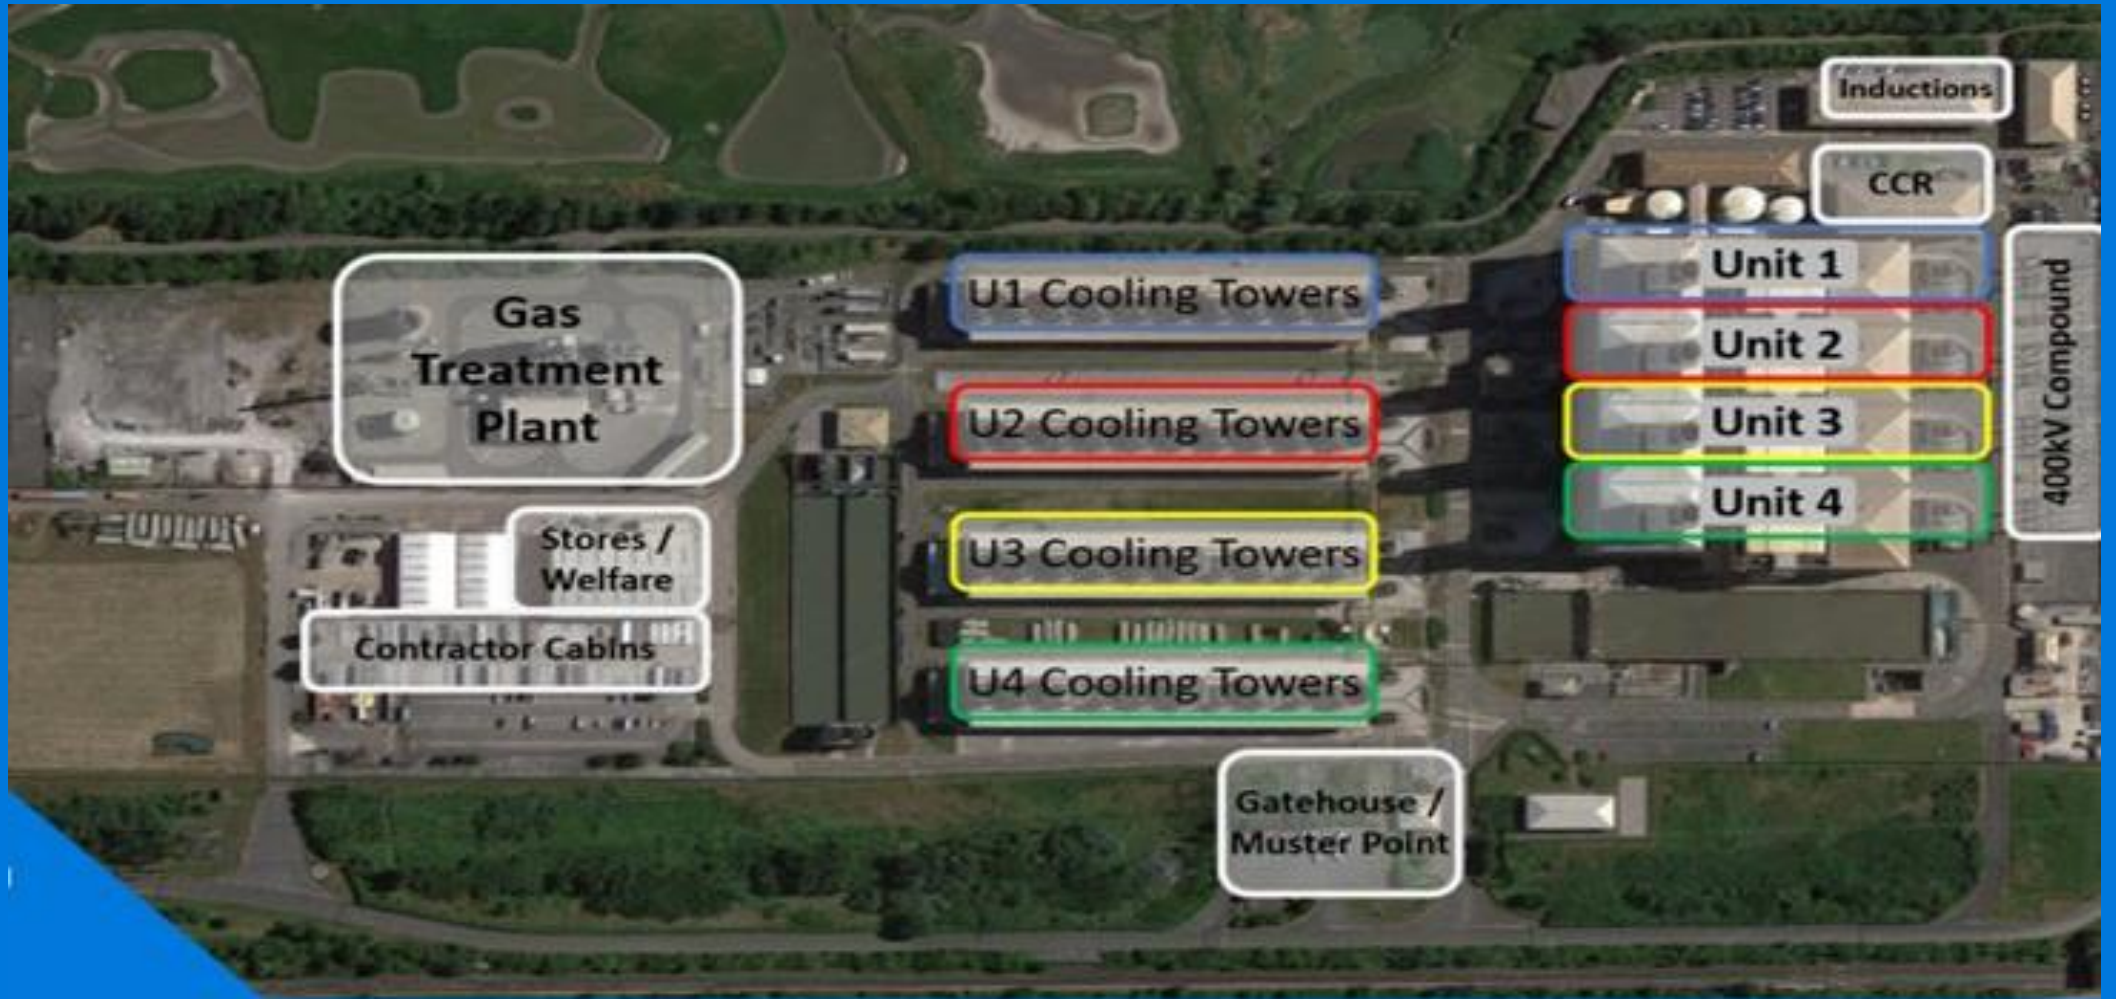 Inductions
CCR
Unit 1
Unit 2
Unit 3
Unit 4
400kV Compound
Gas
Treatment
Plant
U1 Cooling Towers
U2 Cooling Towers
U3 Cooling Towers
U4 Cooling Towers
Stores /
Welfare
Contractor Cabins
Gatehouse /
Muster Point